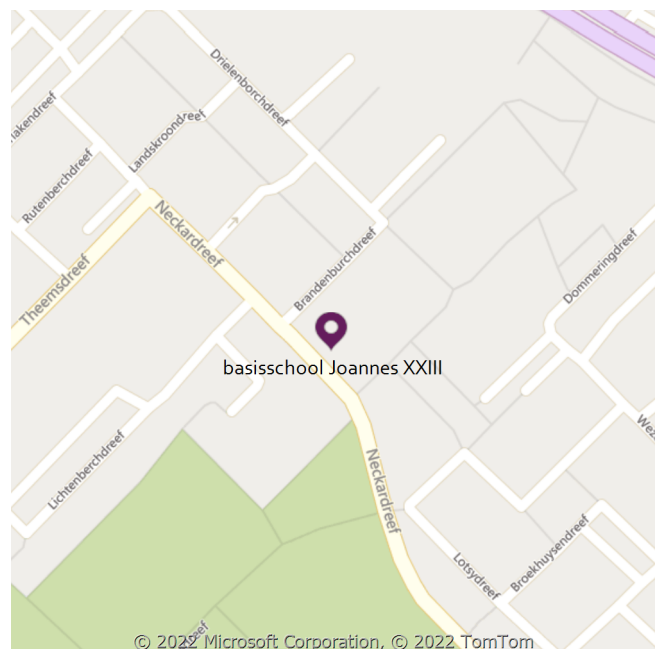 Drielenborchdreef
Landskroondreef
Rutenberchdreef
Neckardreef
Theemsdreef
Brandenburchdreef
Dommeringdreef
basisschool Joannes XXIII
Lichtenberchdreef
Neckardreef
Lotsydreef
Broekhuysendreef
© 2022 Microsoft Corporation, © 2022 TomTom